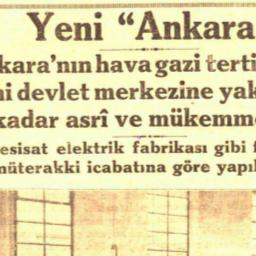 Yeni “Ankara
kara’nın hava gazi terti
ni devlet merkezine yak
kadar asrî ve mükemm
esisat elektrik fabrikası gibi f
müterakki icabatına göre yapıl